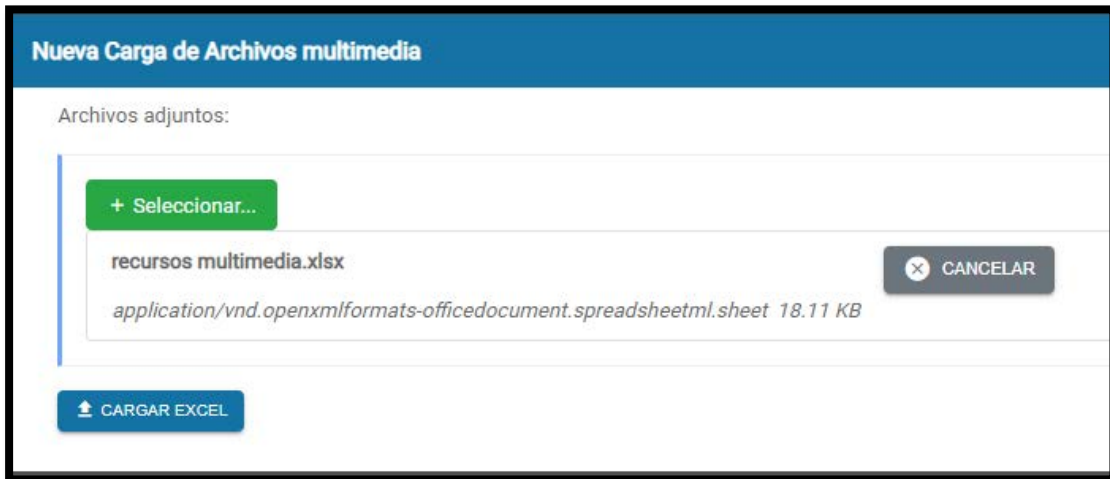 Nueva Carga de Archivos multimedia
Archivos adjuntos:
+ Seleccionar...
recursos multimedia.xlsx
CANCELAR
application/vnd.openxmlformats-officedocument.spreadsheetml.sheet 18.11 KB
CARGAR EXCEL